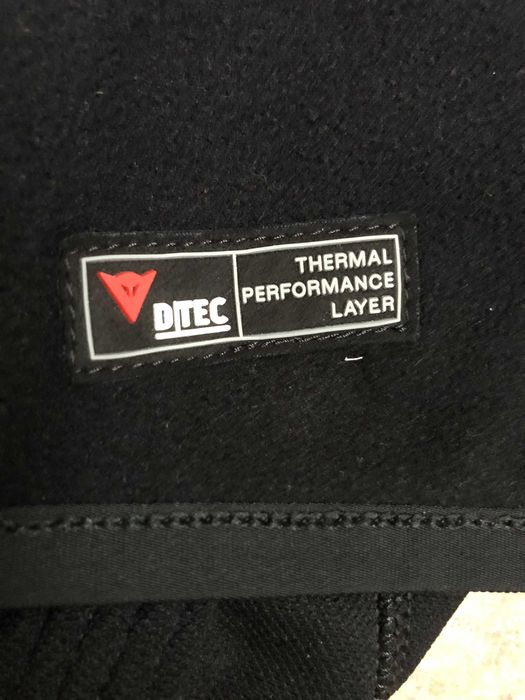 D|TEC
THERMAL
PERFORMANCE
LAYER